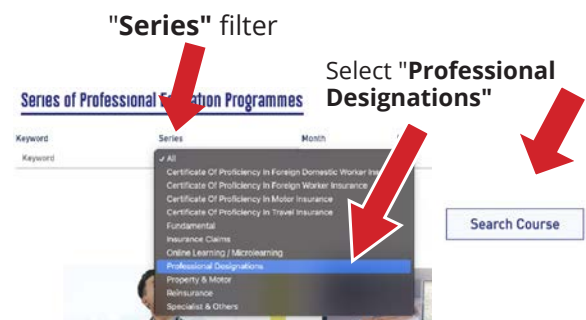 "Series" filter
Select "Professional
Designations"
Series of Professional Formation Programmes
Keyword Series Month
Keyword
✓ All
Certificate Of Proficiency In Foreign Domestic Worker Ins
Certificate Of Proficiency In Foreign Worker Insurance
Certificate Of Proficiency In Motor Insurance
Certificate Of Proficiency In Travel Insurance
Fundamental
Insurance Claims
Online Learning / Microlearning
Professional Designations
Property & Motor
Reinsurance
Specialist & Others
Search Course